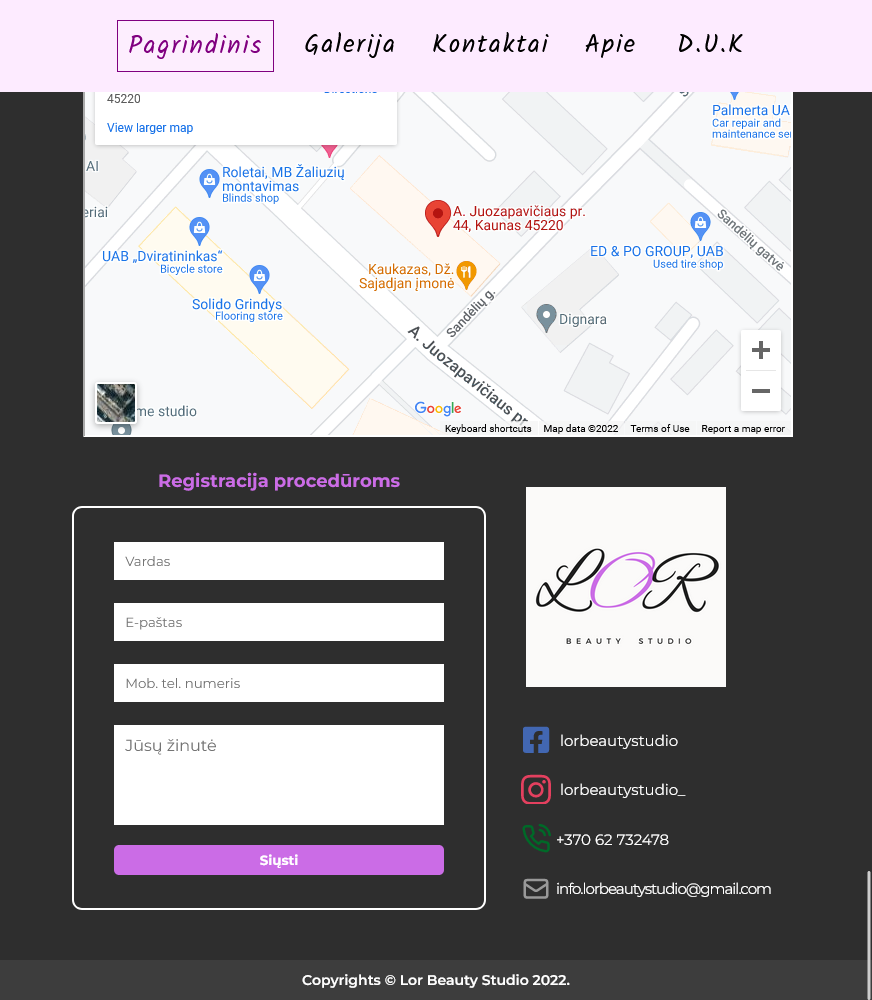 Pagrindinis
Galerija
Kontaktai
Apie
D.U.K
45220
View larger map
Palmerta UA
Car repair and
maintenance se
AI
Roletai, MB Žaliuzių
montavimas
Blinds shop
eriai
A. Juozapavičiaus pr.
44, Kaunas 45220
Sandėlių gatvė
UAB „Dviratininkas“
Bicycle store
ED & PO GROUP, UAB
Used tire shop
Kaukazas, Dž.
Sajadjan įmonė
Solido Grindys
Flooring store
Sandėlių g.
Dignara
A. Juozapavičiaus pr
me studio
Google
Keyboard shortcuts
Map data ©2022
Terms of Use
Report a map error
Registracija procedūroms
Vardas
E-paštas
Mob. tel. numeris
Jūsų žinutė
Siųsti
LOR
BEAUTY STUDIO
lorbeautystudio
lorbeautystudio_
+370 62 732478
info.lorbeautystudio@gmail.com
Copyrights © Lor Beauty Studio 2022.